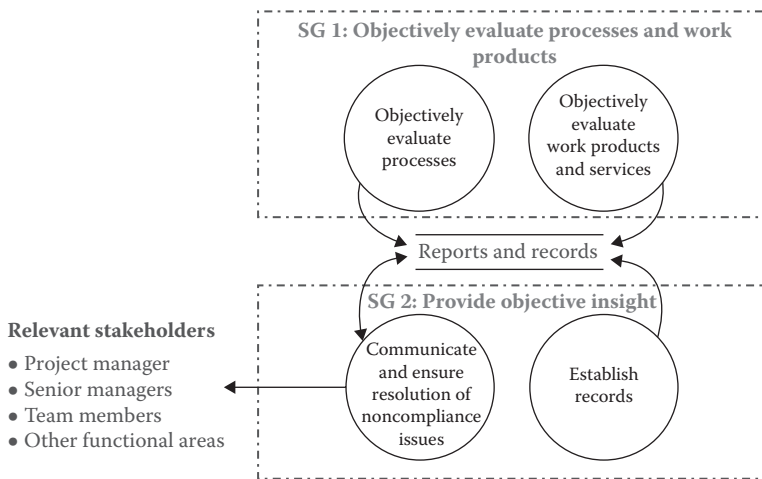 SG 1: Objectively evaluate processes and work
products
Objectively
evaluate
processes
Objectively
evaluate
work products
and services
Reports and records
SG 2: Provide objective insight
Communicate
and ensure
resolution of
noncompliance
issues
Establish
records
Relevant stakeholders
● Project manager
● Senior managers
● Team members
● Other functional areas